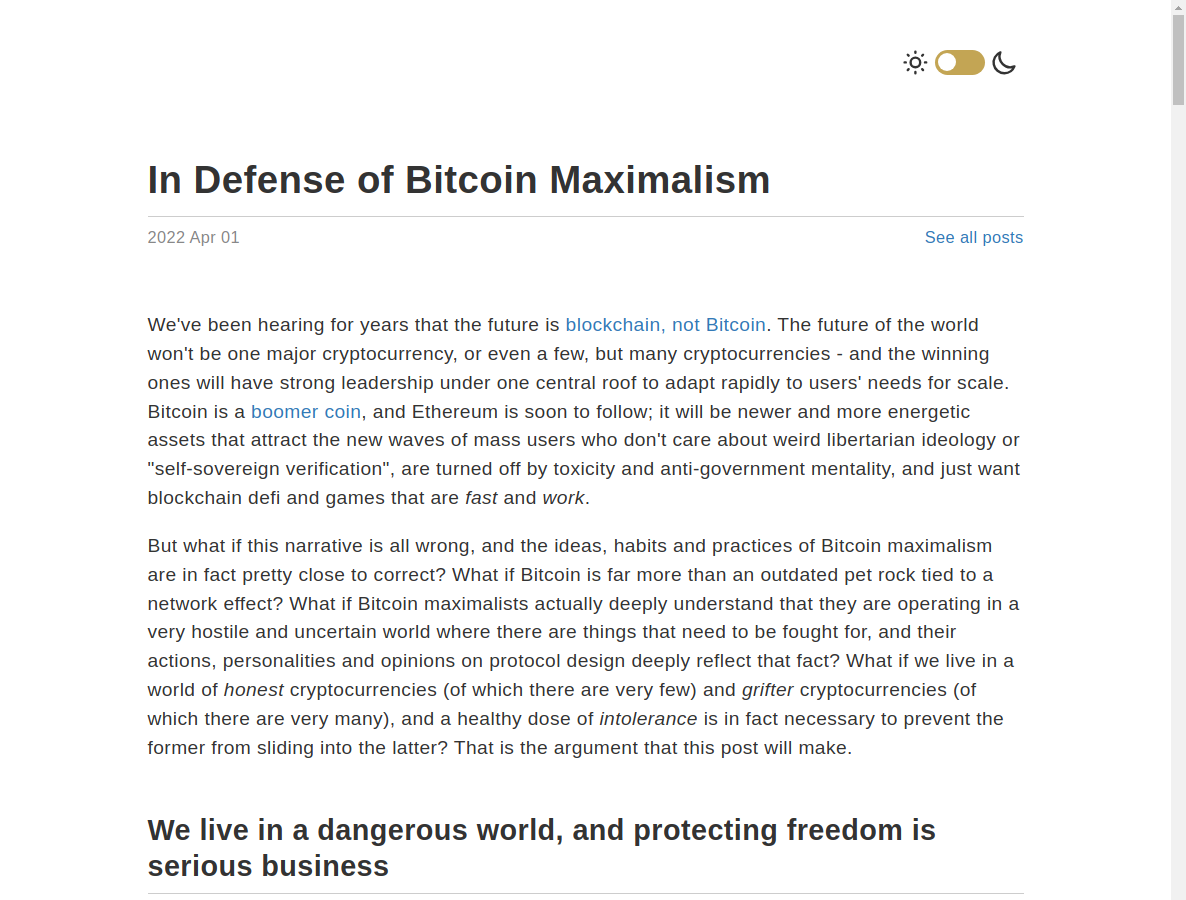 In Defense of Bitcoin Maximalism
2022 Apr 01
See all posts
We've been hearing for years that the future is blockchain, not Bitcoin. The future of the world
won't be one major cryptocurrency, or even a few, but many cryptocurrencies - and the winning
ones will have strong leadership under one central roof to adapt rapidly to users' needs for scale.
Bitcoin is a boomer coin, and Ethereum is soon to follow; it will be newer and more energetic
assets that attract the new waves of mass users who don't care about weird libertarian ideology or
"self-sovereign verification", are turned off by toxicity and anti-government mentality, and just want
blockchain defi and games that are fast and work.
But what if this narrative is all wrong, and the ideas, habits and practices of Bitcoin maximalism
are in fact pretty close to correct? What if Bitcoin is far more than an outdated pet rock tied to a
network effect? What if Bitcoin maximalists actually deeply understand that they are operating in a
very hostile and uncertain world where there are things that need to be fought for, and their
actions, personalities and opinions on protocol design deeply reflect that fact? What if we live in a
world of honest cryptocurrencies (of which there are very few) and grifter cryptocurrencies (of
which there are very many), and a healthy dose of intolerance is in fact necessary to prevent the
former from sliding into the latter? That is the argument that this post will make.
We live in a dangerous world, and protecting freedom is
serious business